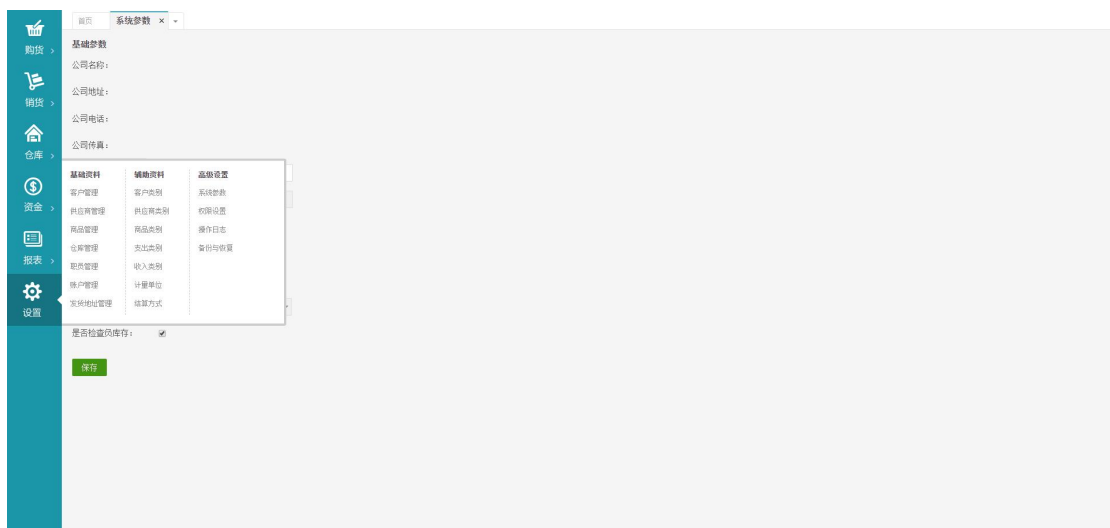 首页 系统参数 ×
购货 >
销货 >
仓库 >
资金 >
报表 >
设置
基础参数
公司名称：
公司地址：
公司电话：
公司传真：
基础资料 辅助资料 高级设置
客户管理 客户类别 系统参数
供应商管理 供应商类别 权限设置
商品管理 商品类别 操作日志
仓库管理 支出类别 备份与恢复
职员管理 收入类别
账户管理 计量单位
发货地址管理 结算方式
是否检查负库存：
保存